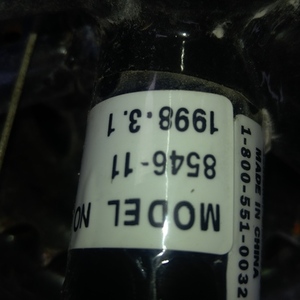 MODEL NO
8546-11
1998.3.1
MADE IN CHINA
1-800-551-0032